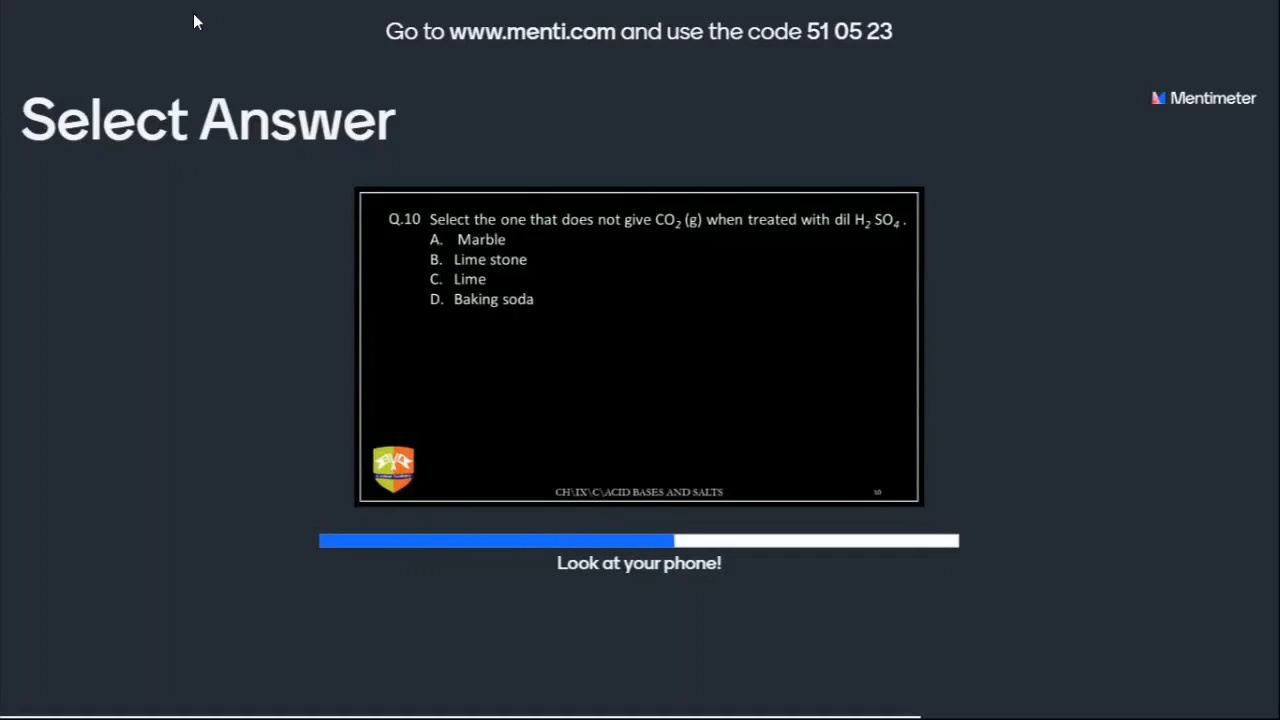 Go to www.menti.com and use the code 51 05 23
Mentimeter
Select Answer
Q.10 Select the one that does not give CO₂ (g) when treated with dil H₂ SO₄ .
A. Marble
B. Lime stone
C. Lime
D. Baking soda
CH\IX\C\ACID BASES AND SALTS
10
Look at your phone!